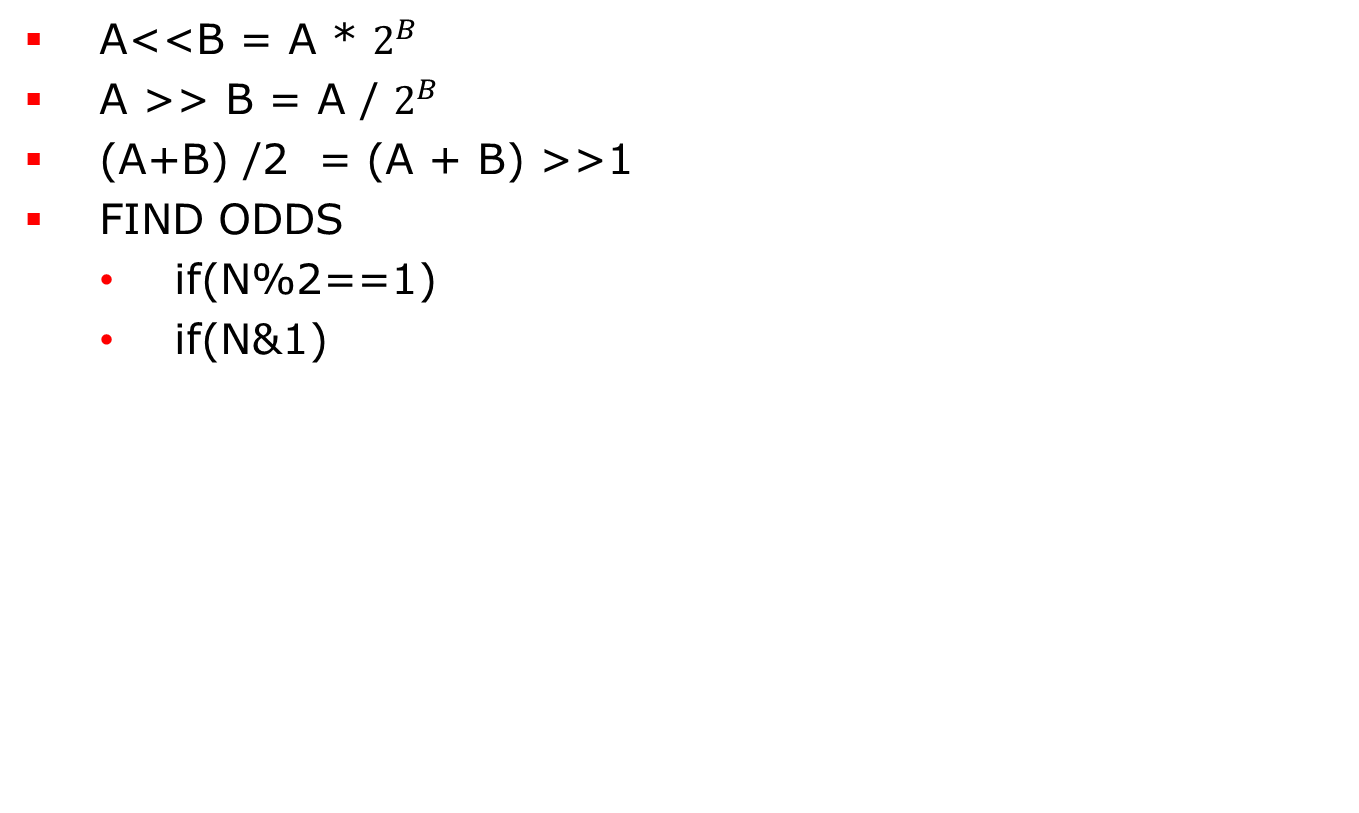 ▪ A<<B = A * 2^B
▪ A >> B = A / 2^B
▪ (A+B) /2 = (A + B) >>1
▪ FIND ODDS
• if(N%2==1)
• if(N&1)